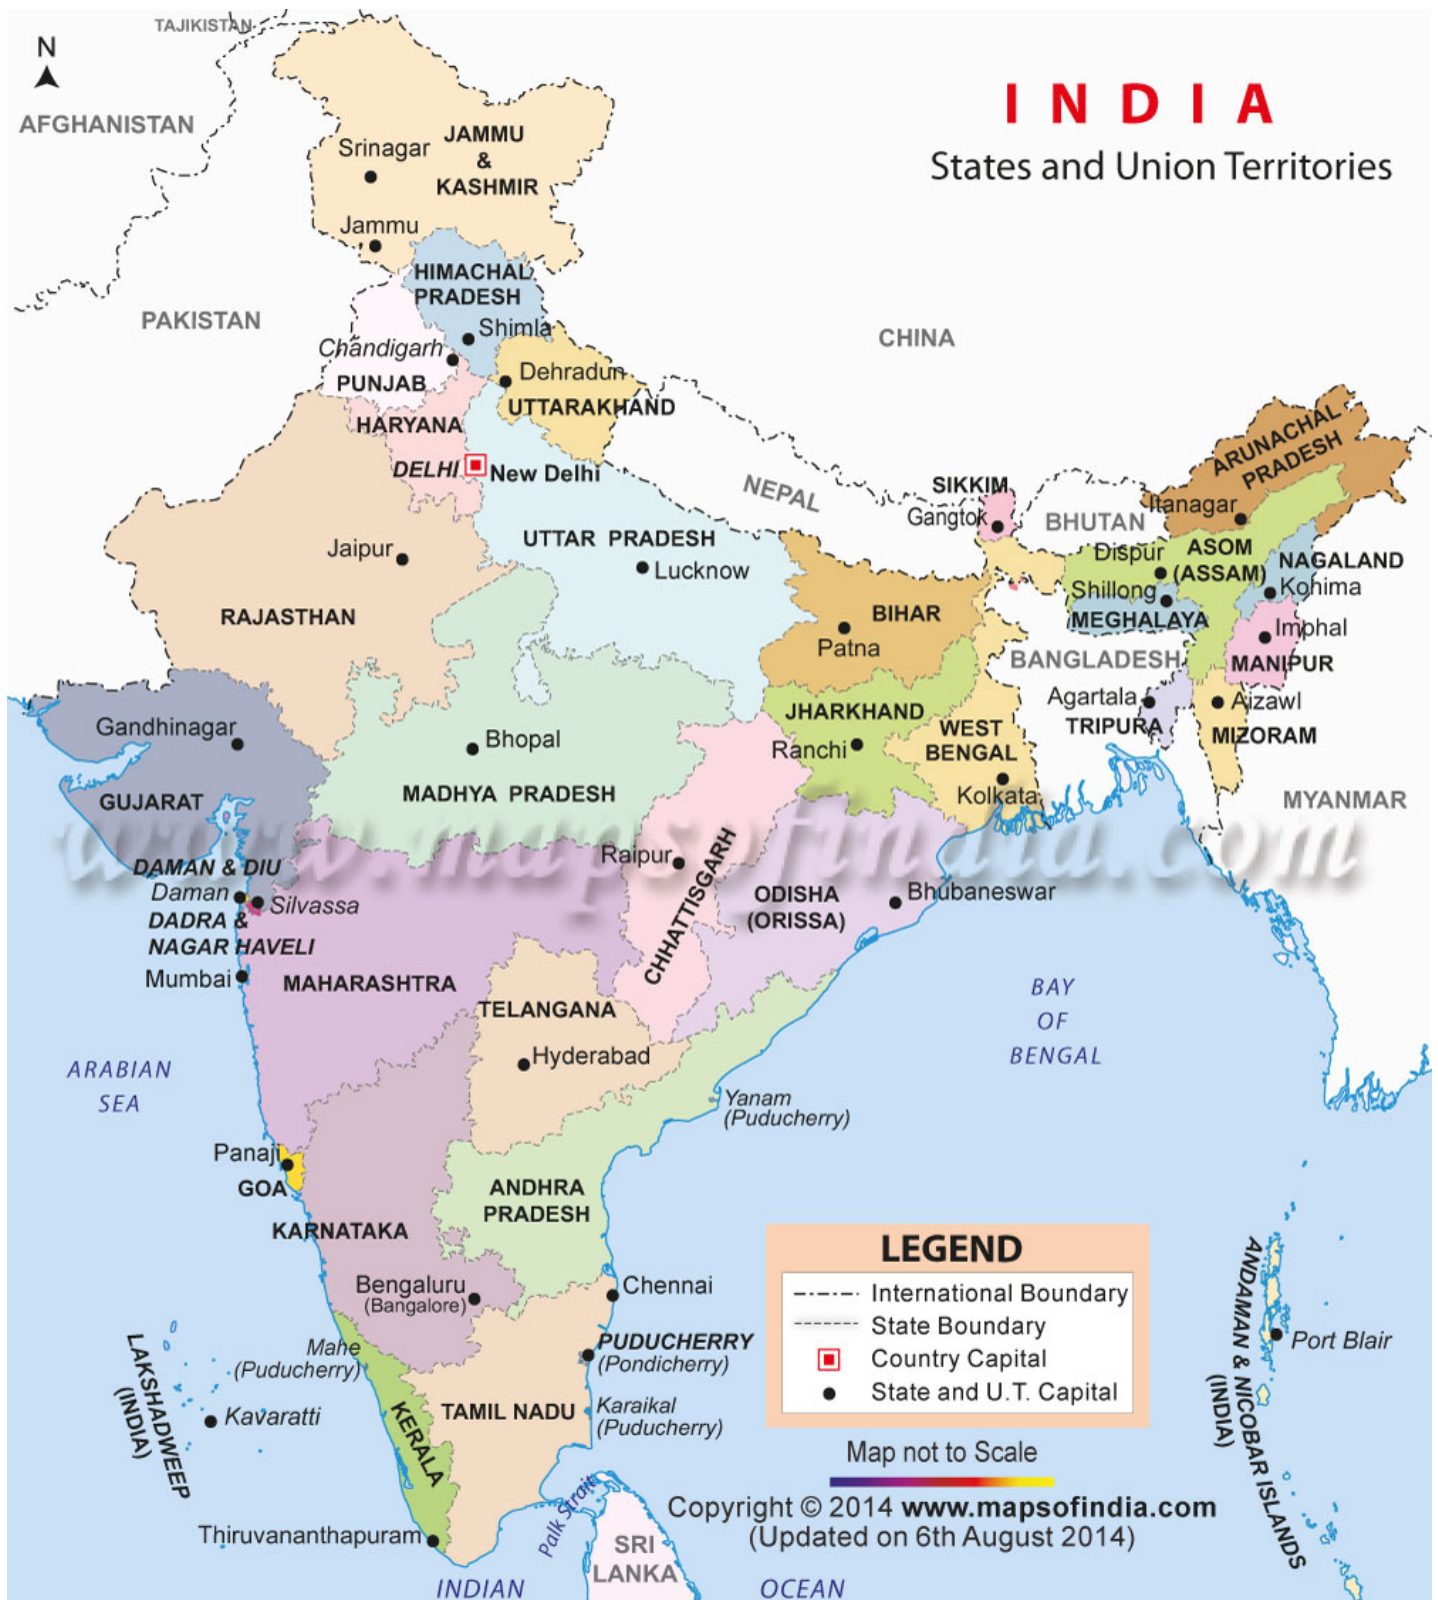 TAJIKISTAN
N
I N D I A
States and Union Territories
AFGHANISTAN
JAMMU
&
KASHMIR
Srinagar
Jammu
HIMACHAL
PRADESH
PAKISTAN
Shimla
CHINA
Chandigarh
PUNJAB
Dehradun
UTTARAKHAND
HARYANA
ARUNACHAL
PRADESH
DELHI
New Delhi
NEPAL
SIKKIM
Gangtok
BHUTAN
Itanagar
UTTAR PRADESH
Jaipur
Lucknow
Dispur
ASOM
(ASSAM)
NAGALAND
Kohima
Shillong
MEGHALAYA
RAJASTHAN
BIHAR
Patna
Imphal
MANIPUR
BANGLADESH
Agartala
TRIPURA
Aizawl
MIZORAM
Gandhinagar
Bhopal
JHARKHAND
Ranchi
WEST
BENGAL
Kolkata
GUJARAT
MADHYA PRADESH
MYANMAR
www.mapsofindia.com
DAMAN & DIU
Daman
Silvassa
DADRA &
NAGAR HAVELI
Raipur
CHHATTISGARH
ODISHA
(ORISSA)
Bhubaneswar
Mumbai
MAHARASHTRA
TELANGANA
Hyderabad
BAY
OF
BENGAL
ARABIAN
SEA
Yanam
(Puducherry)
Panaji
GOA
KARNATAKA
ANDHRA
PRADESH
Bengaluru
(Bangalore)
Chennai
LEGEND
International Boundary
State Boundary
Country Capital
State and U.T. Capital
Mahe
(Puducherry)
PUDUCHERRY
(Pondicherry)
Karaikal
(Puducherry)
LAKSHADWEEP
(INDIA)
Kavaratti
KERALA
TAMIL NADU
ANDAMAN & NICOBAR ISLANDS
(INDIA)
Port Blair
Map not to Scale
Copyright © 2014 www.mapsofindia.com
(Updated on 6th August 2014)
Thiruvananthapuram
Palk Strait
SRI
LANKA
INDIAN OCEAN